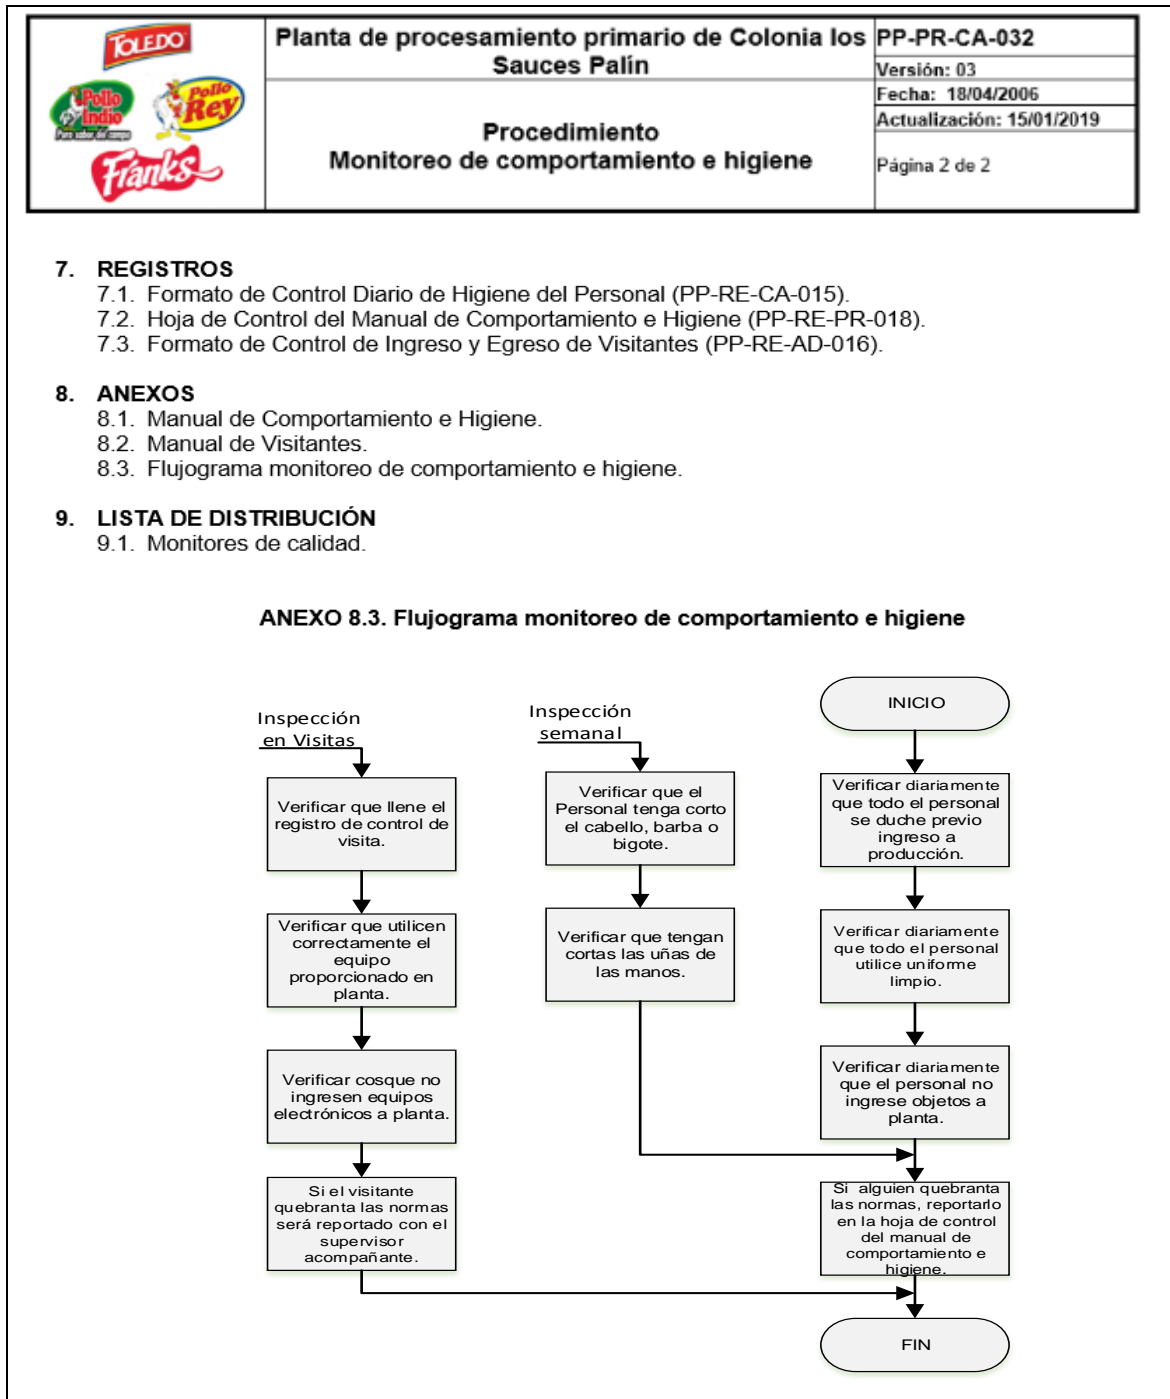 TOLEDO
Pollo
Indio
Pollo
Rey
Franks
Planta de procesamiento primario de Colonia los
Sauces Palín
Procedimiento
Monitoreo de comportamiento e higiene
PP-PR-CA-032
Versión: 03
Fecha: 18/04/2006
Actualización: 15/01/2019
Página 2 de 2
7. REGISTROS
7.1. Formato de Control Diario de Higiene del Personal (PP-RE-CA-015).
7.2. Hoja de Control del Manual de Comportamiento e Higiene (PP-RE-PR-018).
7.3. Formato de Control de Ingreso y Egreso de Visitantes (PP-RE-AD-016).
8. ANEXOS
8.1. Manual de Comportamiento e Higiene.
8.2. Manual de Visitantes.
8.3. Flujograma monitoreo de comportamiento e higiene.
9. LISTA DE DISTRIBUCIÓN
9.1. Monitores de calidad.
ANEXO 8.3. Flujograma monitoreo de comportamiento e higiene
Inspección
en Visitas
Verificar que llene el
registro de control de
visita.
Verificar que utilicen
correctamente el
equipo
proporcionado en
planta.
Verificar cosque no
ingresen equipos
electrónicos a planta.
Si el visitante
quebranta las normas
será reportado con el
supervisor
acompañante.
Inspección
semanal
Verificar que el
Personal tenga corto
el cabello, barba o
bigote.
Verificar que tengan
cortas las uñas de
las manos.
INICIO
Verificar diariamente
que todo el personal
se duche previo
ingreso a
producción.
Verificar diariamente
que todo el personal
utilice uniforme
limpio.
Verificar diariamente
que el personal no
ingrese objetos a
planta.
Si alguien quebranta
las normas, reportarlo
en la hoja de control
del manual de
comportamiento e
higiene.
FIN